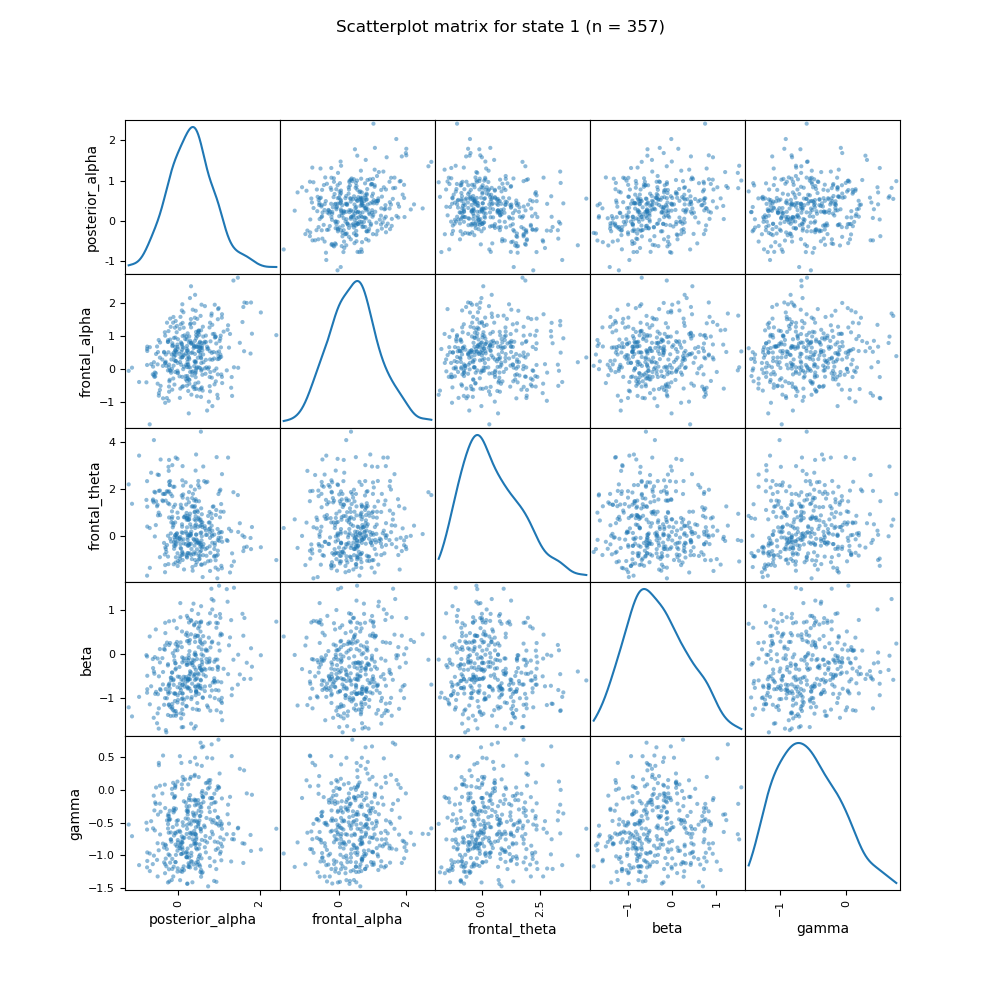 Scatterplot matrix for state 1 (n = 357)
posterior_alpha
2
1
0
-1
frontal_alpha
2
1
0
−1
frontal_theta
4
2
0
beta
1
0
−1
gamma
0.5
0.0
−0.5
−1.0
−1.5
0 2 0 2 0.0 2.5 −1 0 1 −1 0
posterior_alpha frontal_alpha frontal_theta beta gamma